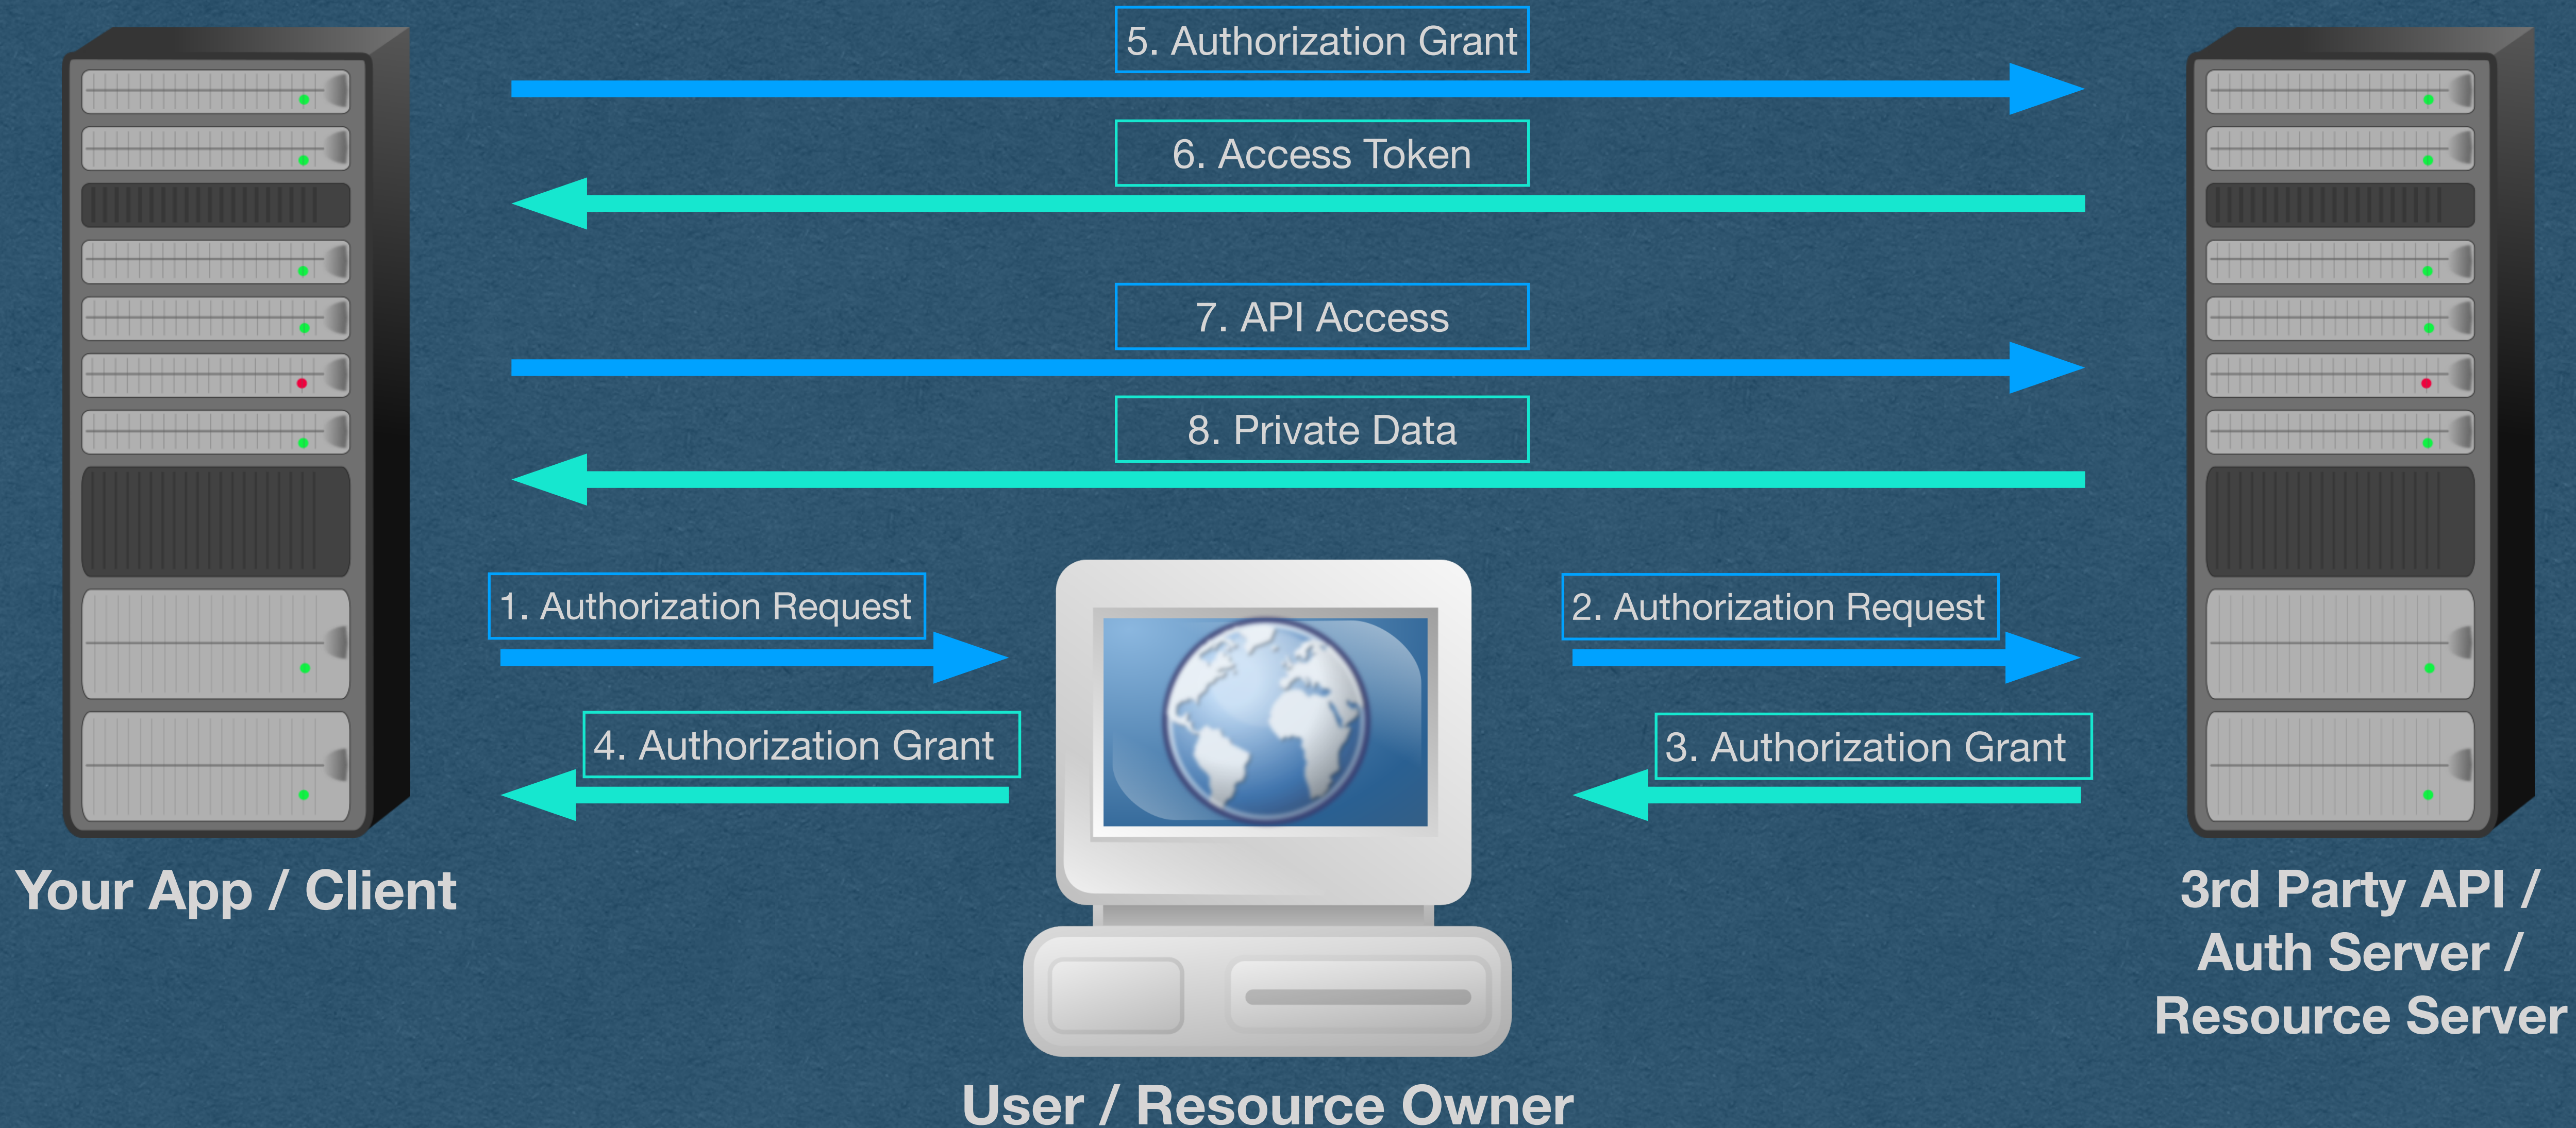 5. Authorization Grant
6. Access Token
7. API Access
8. Private Data
1. Authorization Request
2. Authorization Request
4. Authorization Grant
3. Authorization Grant
Your App / Client
3rd Party API /
Auth Server /
Resource Server
User / Resource Owner